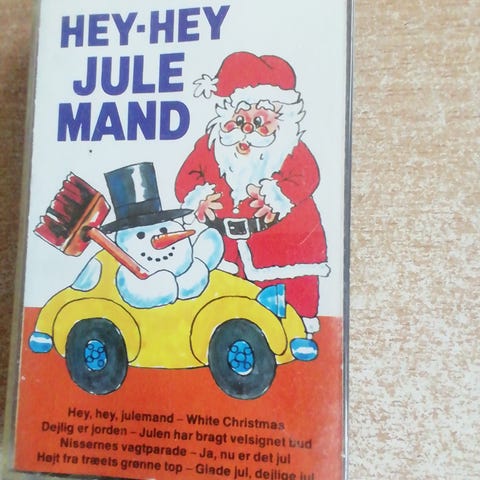 HEY-HEY
JULE
MAND
Hey, hey, julemand – White Christmas
Dejlig er jorden – Julen har bragt velsignet bud
Nissernes vagtparade – Ja, nu er det jul
Højt fra træets grønne top – Glade jul, dejlige jul